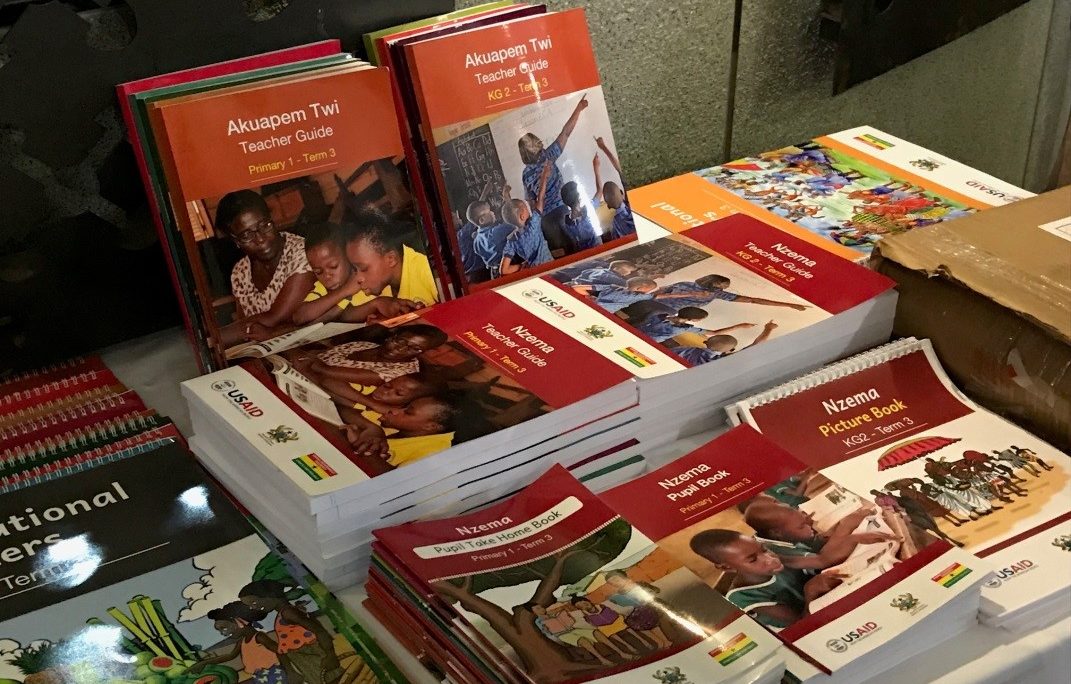 Akuapem Twi
Teacher Guide
Primary 1 - Term 3
Akuapem Twi
Teacher Guide
KG 2 - Term 3
USAID
Nzema
Teacher Guide
KG 2 - Term 3
USAID
Nzema
Teacher Guide
Primary 1 - Term 3
USAID
Nzema
Picture Book
KG2 - Term 3
USAID
Nzema
Pupil Book
Primary 1 - Term 3
USAID
Nzema
Pupil Take Home Book
Primary 1 - Term 3